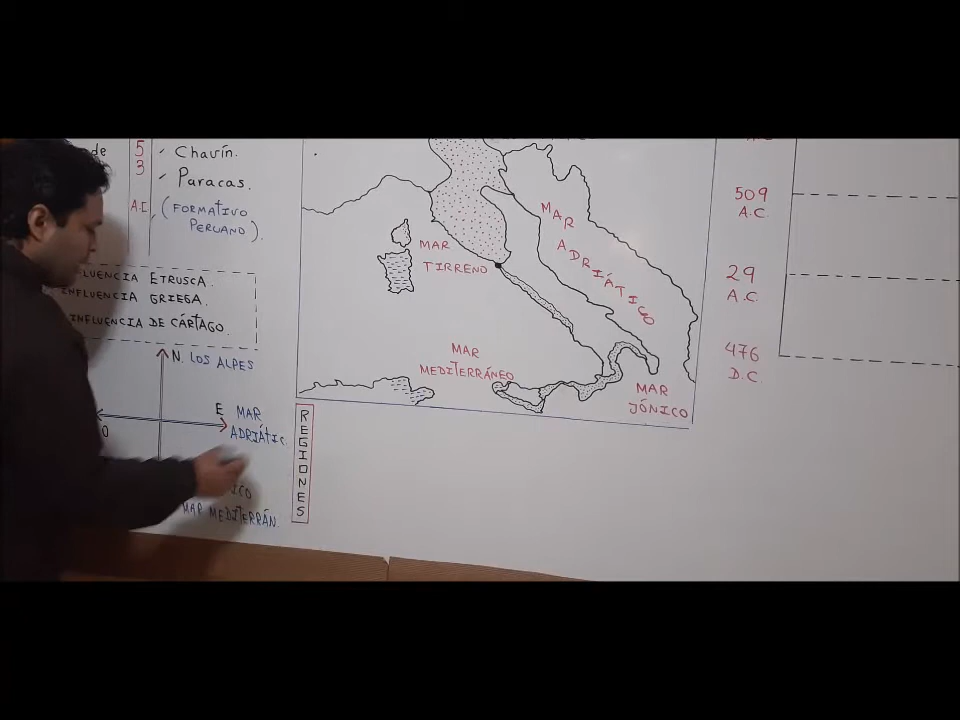 de
5
3
A.I.
✓ Chavín.
✓ Paracas.
(FORMATIVO
PERUANO).
INFLUENCIA ETRUSCA.
INFLUENCIA GRIEGA.
INFLUENCIA DE CÁRTAGO.
N. LOS ALPES
E MAR
ADRIÁTIC.
O
MAR MEDITERRÁN.
REGIONES
MAR
TIRRENO
MAR
ADRIÁTICO
MAR
MEDITERRÁNEO
MAR
JÓNICO
509
A.C.
29
A.C.
476
D.C.